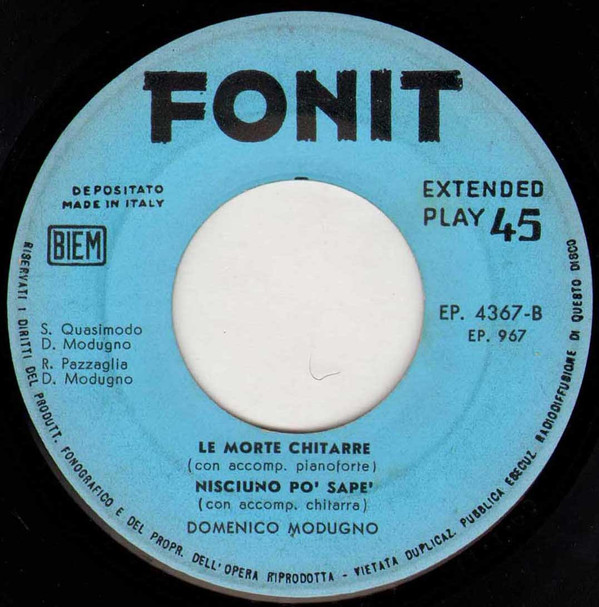 FONIT
DEPOSITATO
MADE IN ITALY
BIEM
EXTENDED
PLAY 45
EP. 4367-B
EP. 967
S. Quasimodo
D. Modugno
R. Pazzaglia
D. Modugno
LE MORTE CHITARRE
(con accomp. pianoforte)
NISCIUNO PO' SAPE'
(con accomp. chitarra)
DOMENICO MODUGNO
RISERVATI I DIRITTI DEL PRODUTT. FONOGRAFICO E DEL PROPR. DELL'OPERA RIPRODOTTA - VIETATA DUPLICAZ. PUBBLICA ESECUZ. RADIODIFFUSIONE DI QUESTO DISCO